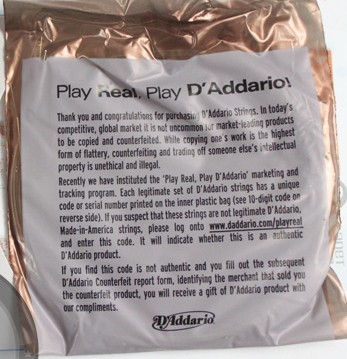 Play Real, Play D'Addario!
Thank you and congratulations for purchasing D'Addario Strings. In today's
competitive, global market it is not uncommon for market-leading products
to be copied and counterfeited. While copying one's work is the highest
form of flattery, counterfeiting and trading off someone else's intellectual
property is unethical and illegal.
Recently we have instituted the 'Play Real, Play D'Addario' marketing and
tracking program. Each legitimate set of D'Addario strings has a unique
code or serial number printed on the inner plastic bag (see 10-digit code on
reverse side). If you suspect that these strings are not legitimate D'Addario,
Made-in-America strings, please log onto www.daddario.com/playreal
and enter this code. It will indicate whether this is an authentic
D'Addario product.
If you find this code is not authentic and you fill out the subsequent
D'Addario Counterfeit report form, identifying the merchant that sold you
the counterfeit product, you will receive a gift of D'Addario product with
our compliments.
D'Addario